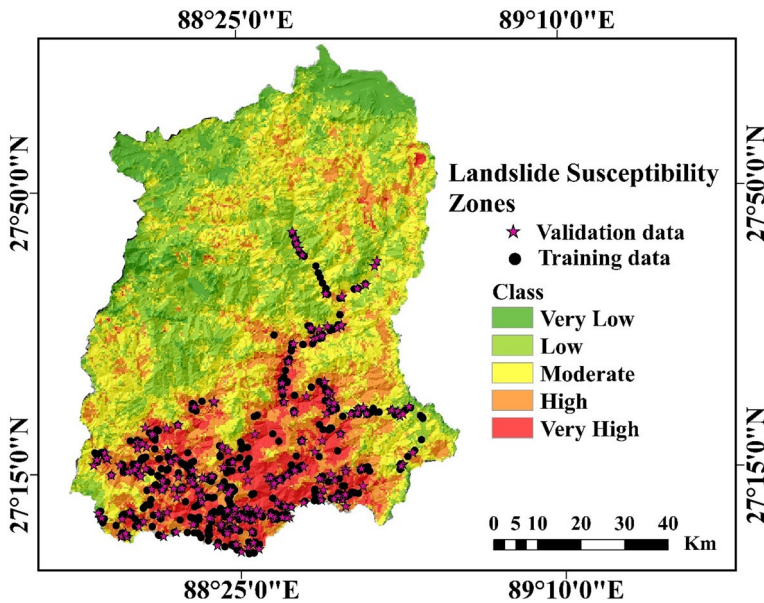 88°25'0"E 89°10'0"E
27°50'0"N
27°50'0"N
Landslide Susceptibility
Zones
Validation data
Training data
Class
Very Low
Low
Moderate
High
Very High
27°15'0"N
27°15'0"N
0 5 10 20 30 40
Km
88°25'0"E 89°10'0"E